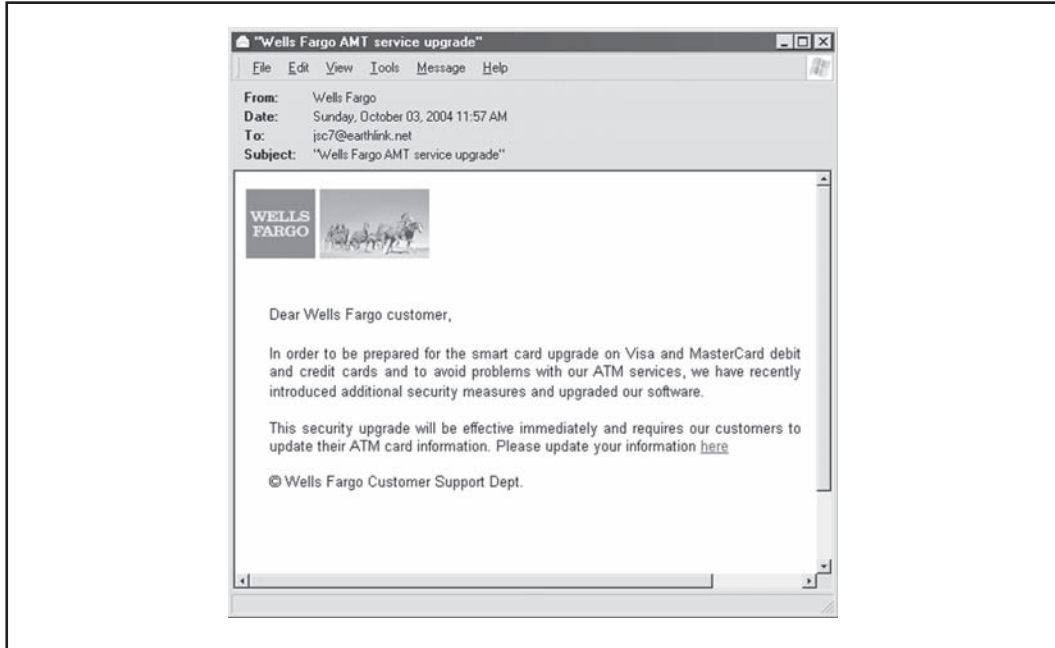 "Wells Fargo AMT service upgrade"
File Edit View Tools Message Help
From: Wells Fargo
Date: Sunday, October 03, 2004 11:57 AM
To: jsc7@earthlink.net
Subject: "Wells Fargo AMT service upgrade"
WELLS
FARGO
Dear Wells Fargo customer,
In order to be prepared for the smart card upgrade on Visa and MasterCard debit
and credit cards and to avoid problems with our ATM services, we have recently
introduced additional security measures and upgraded our software.
This security upgrade will be effective immediately and requires our customers to
update their ATM card information. Please update your information here
© Wells Fargo Customer Support Dept.